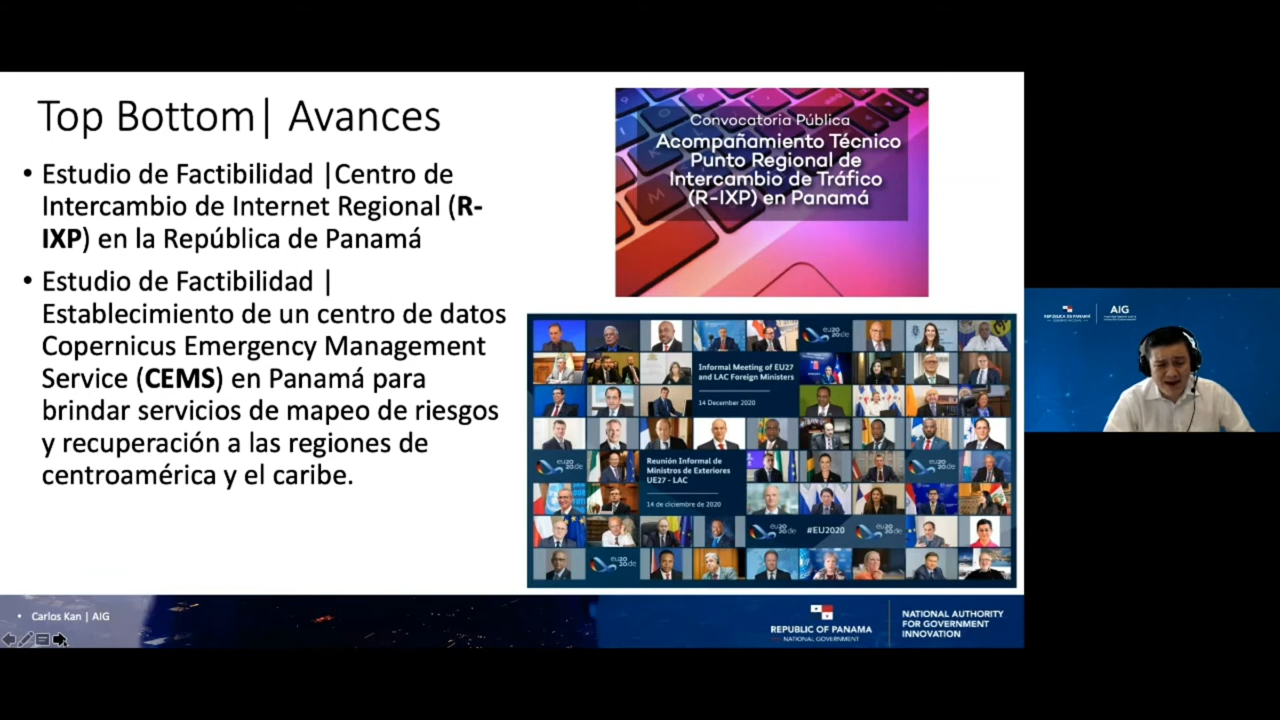 Top Bottom| Avances
• Estudio de Factibilidad |Centro de
Intercambio de Internet Regional (R-
IXP) en la República de Panamá
• Estudio de Factibilidad |
Establecimiento de un centro de datos
Copernicus Emergency Management
Service (CEMS) en Panamá para
brindar servicios de mapeo de riesgos
y recuperación a las regiones de
centroamérica y el caribe.
Convocatoria Pública
Acompañamiento Técnico
Punto Regional de
Intercambio de Tráfico
(R-IXP) en Panamá
Informal Meeting of EU27
and LAC Foreign Ministers
14 December 2020
Reunión Informal de
Ministros de Exteriores
UE27 - LAC
14 de diciembre de 2020
#EU2020
• Carlos Kan | AIG
REPUBLIC OF PANAMA
NATIONAL GOVERNMENT
NATIONAL AUTHORITY
FOR GOVERNMENT
INNOVATION
REPÚBLICA DE PANAMÁ
AIG